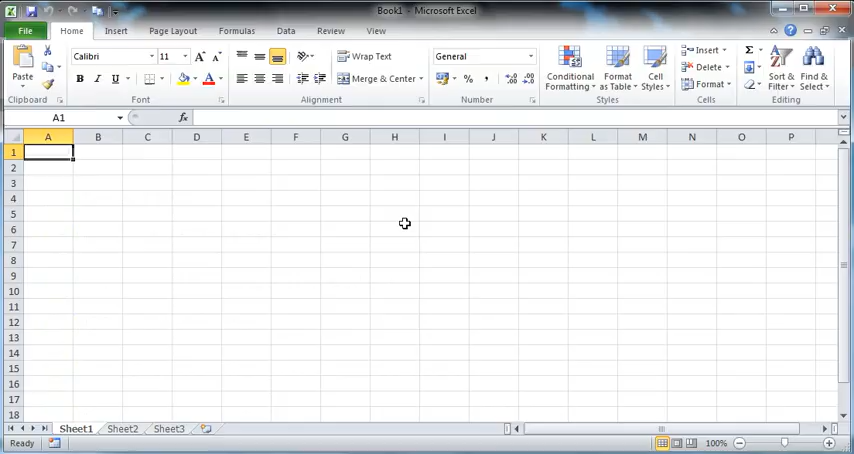 Book1 - Microsoft Excel
File Home Insert Page Layout Formulas Data Review View
Paste
Clipboard
Calibri 11
B I U
Font
Wrap Text
Merge & Center
Alignment
General
% ,
Number
Conditional Formatting
Format as Table
Cell Styles
Styles
Insert
Delete
Format
Cells
Σ
Sort & Filter
Find & Select
Editing
A1 fx
A B C D E F G H I J K L M N O P
1
2
3
4
5
6
7
8
9
10
11
12
13
14
15
16
17
18
Sheet1 Sheet2 Sheet3
Ready 100%